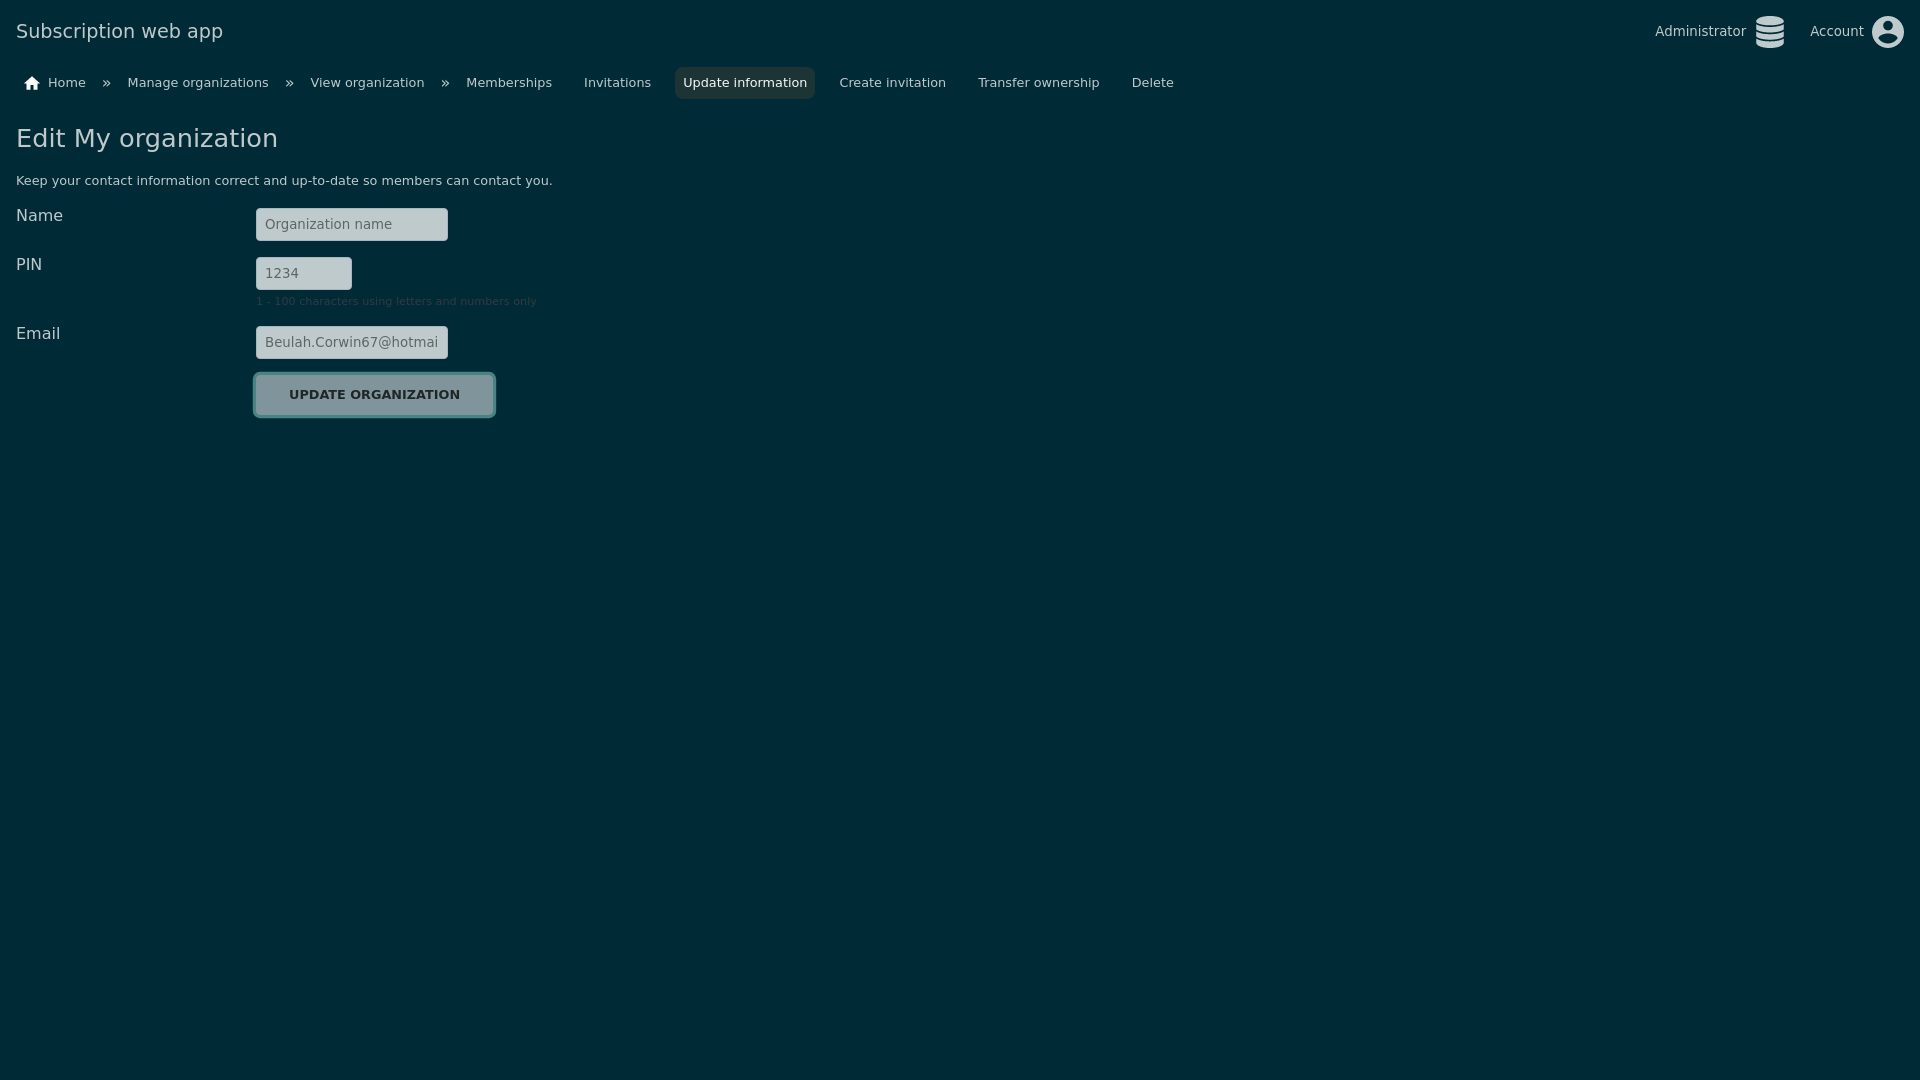 Subscription web app
Administrator
Account
Home » Manage organizations » View organization » Memberships Invitations Update information Create invitation Transfer ownership Delete
Edit My organization
Keep your contact information correct and up-to-date so members can contact you.
Name
Organization name
PIN
1234
1 - 100 characters using letters and numbers only
Email
Beulah.Corwin67@hotmai
UPDATE ORGANIZATION